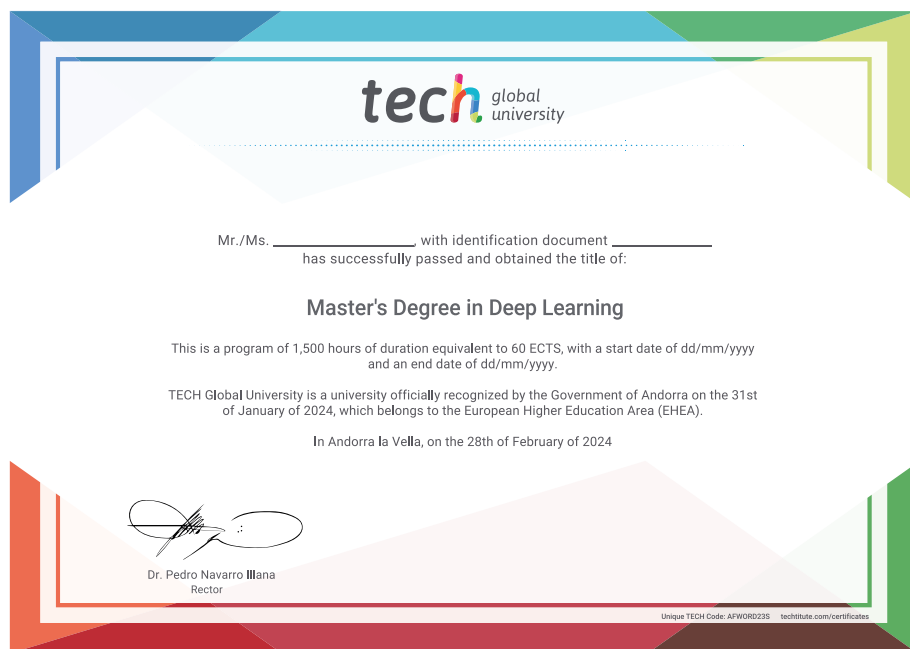 tech global
university
Mr./Ms. ________________, with identification document ____________
has successfully passed and obtained the title of:
Master's Degree in Deep Learning
This is a program of 1,500 hours of duration equivalent to 60 ECTS, with a start date of dd/mm/yyyy
and an end date of dd/mm/yyyy.
TECH Global University is a university officially recognized by the Government of Andorra on the 31st
of January of 2024, which belongs to the European Higher Education Area (EHEA).
In Andorra la Vella, on the 28th of February of 2024
Dr. Pedro Navarro Illana
Rector
Unique TECH Code: AFWORD23S techtitute.com/certificates